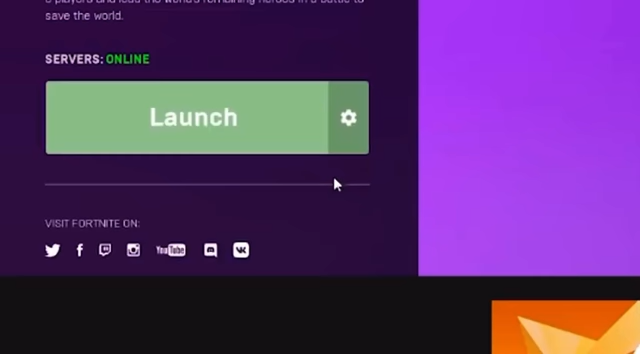 save the world.
SERVERS: ONLINE
Launch
VISIT FORTNITE ON:
YouTube